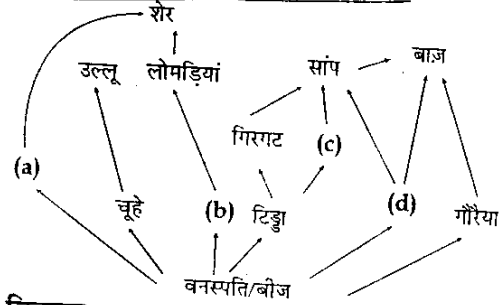 शेर
उल्लू लोमड़ियां सांप बाज़
गिरगट (c)
(a)
चूहे (b) टिड्डा (d) गौरैया
वनस्पति/बीज